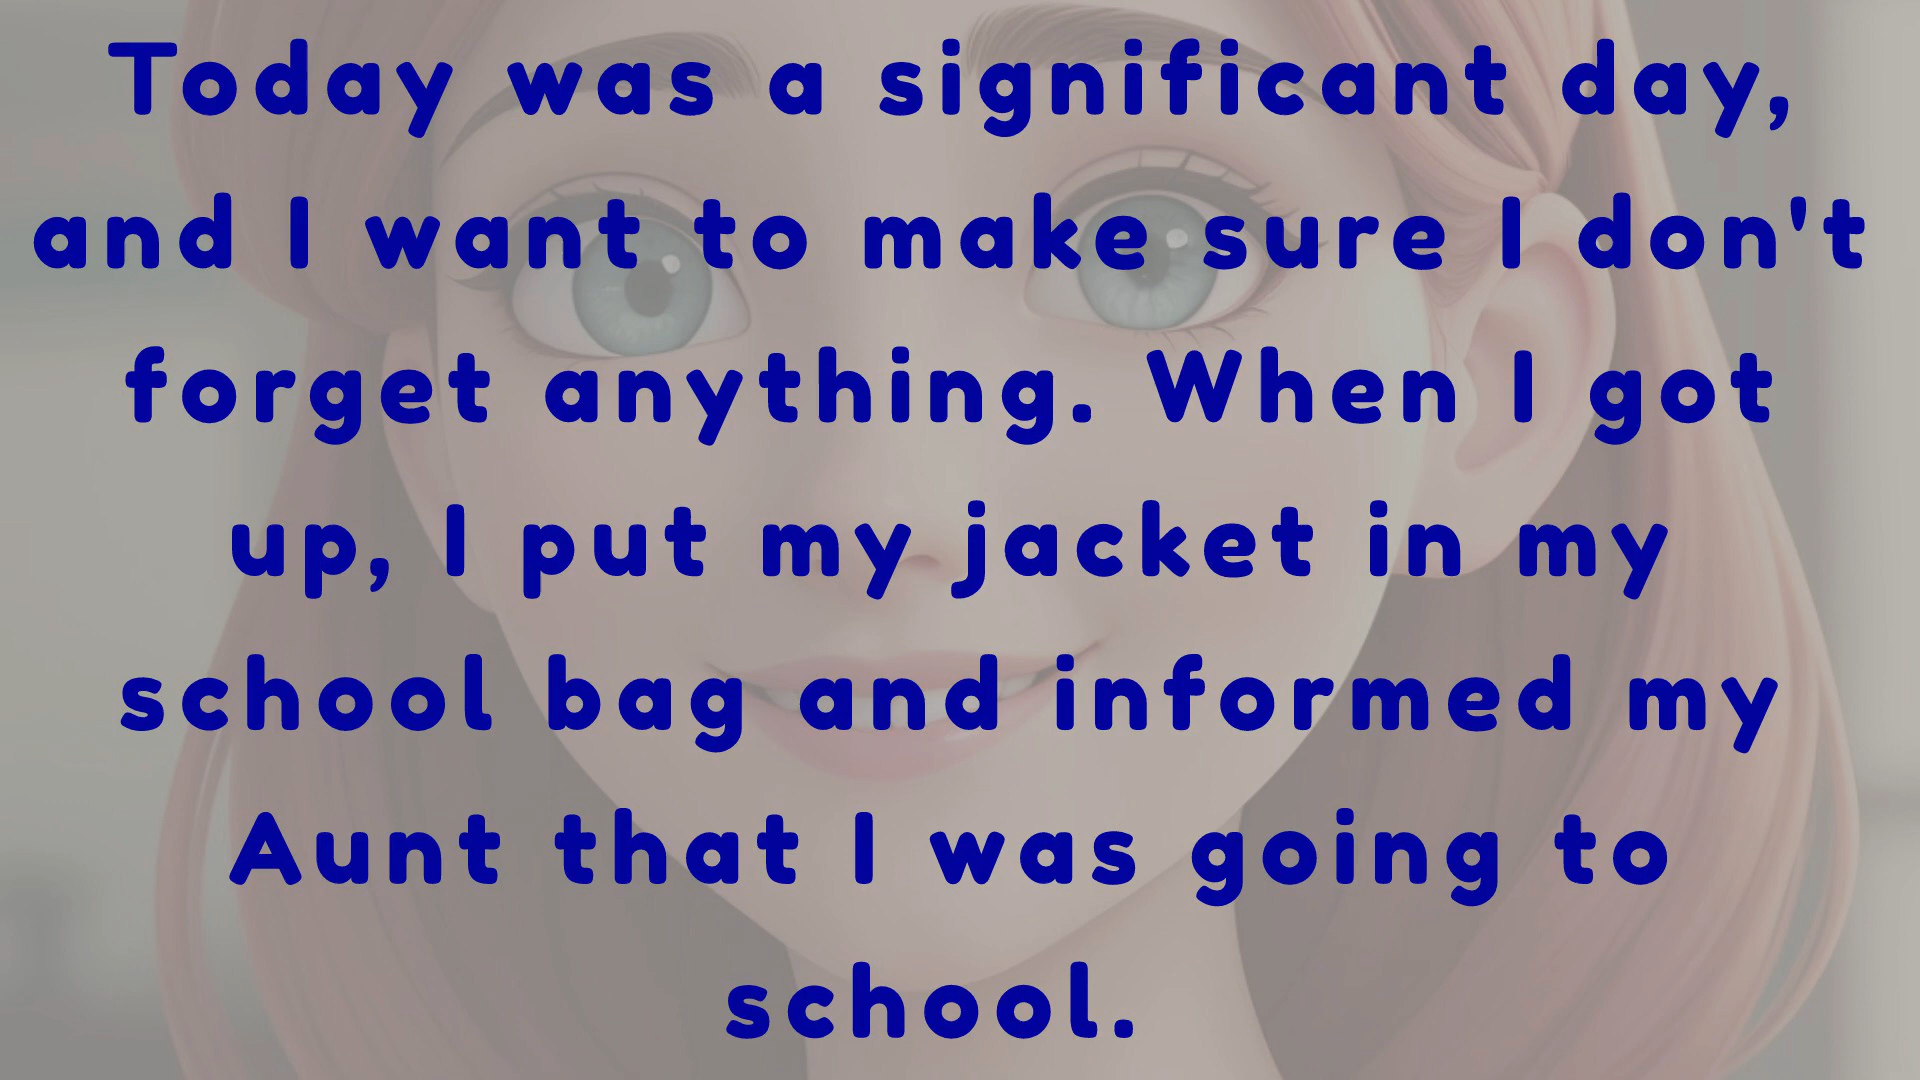 Today was a significant day,
and I want to make sure I don't
forget anything. When I got
up, I put my jacket in my
school bag and informed my
Aunt that I was going to
school.